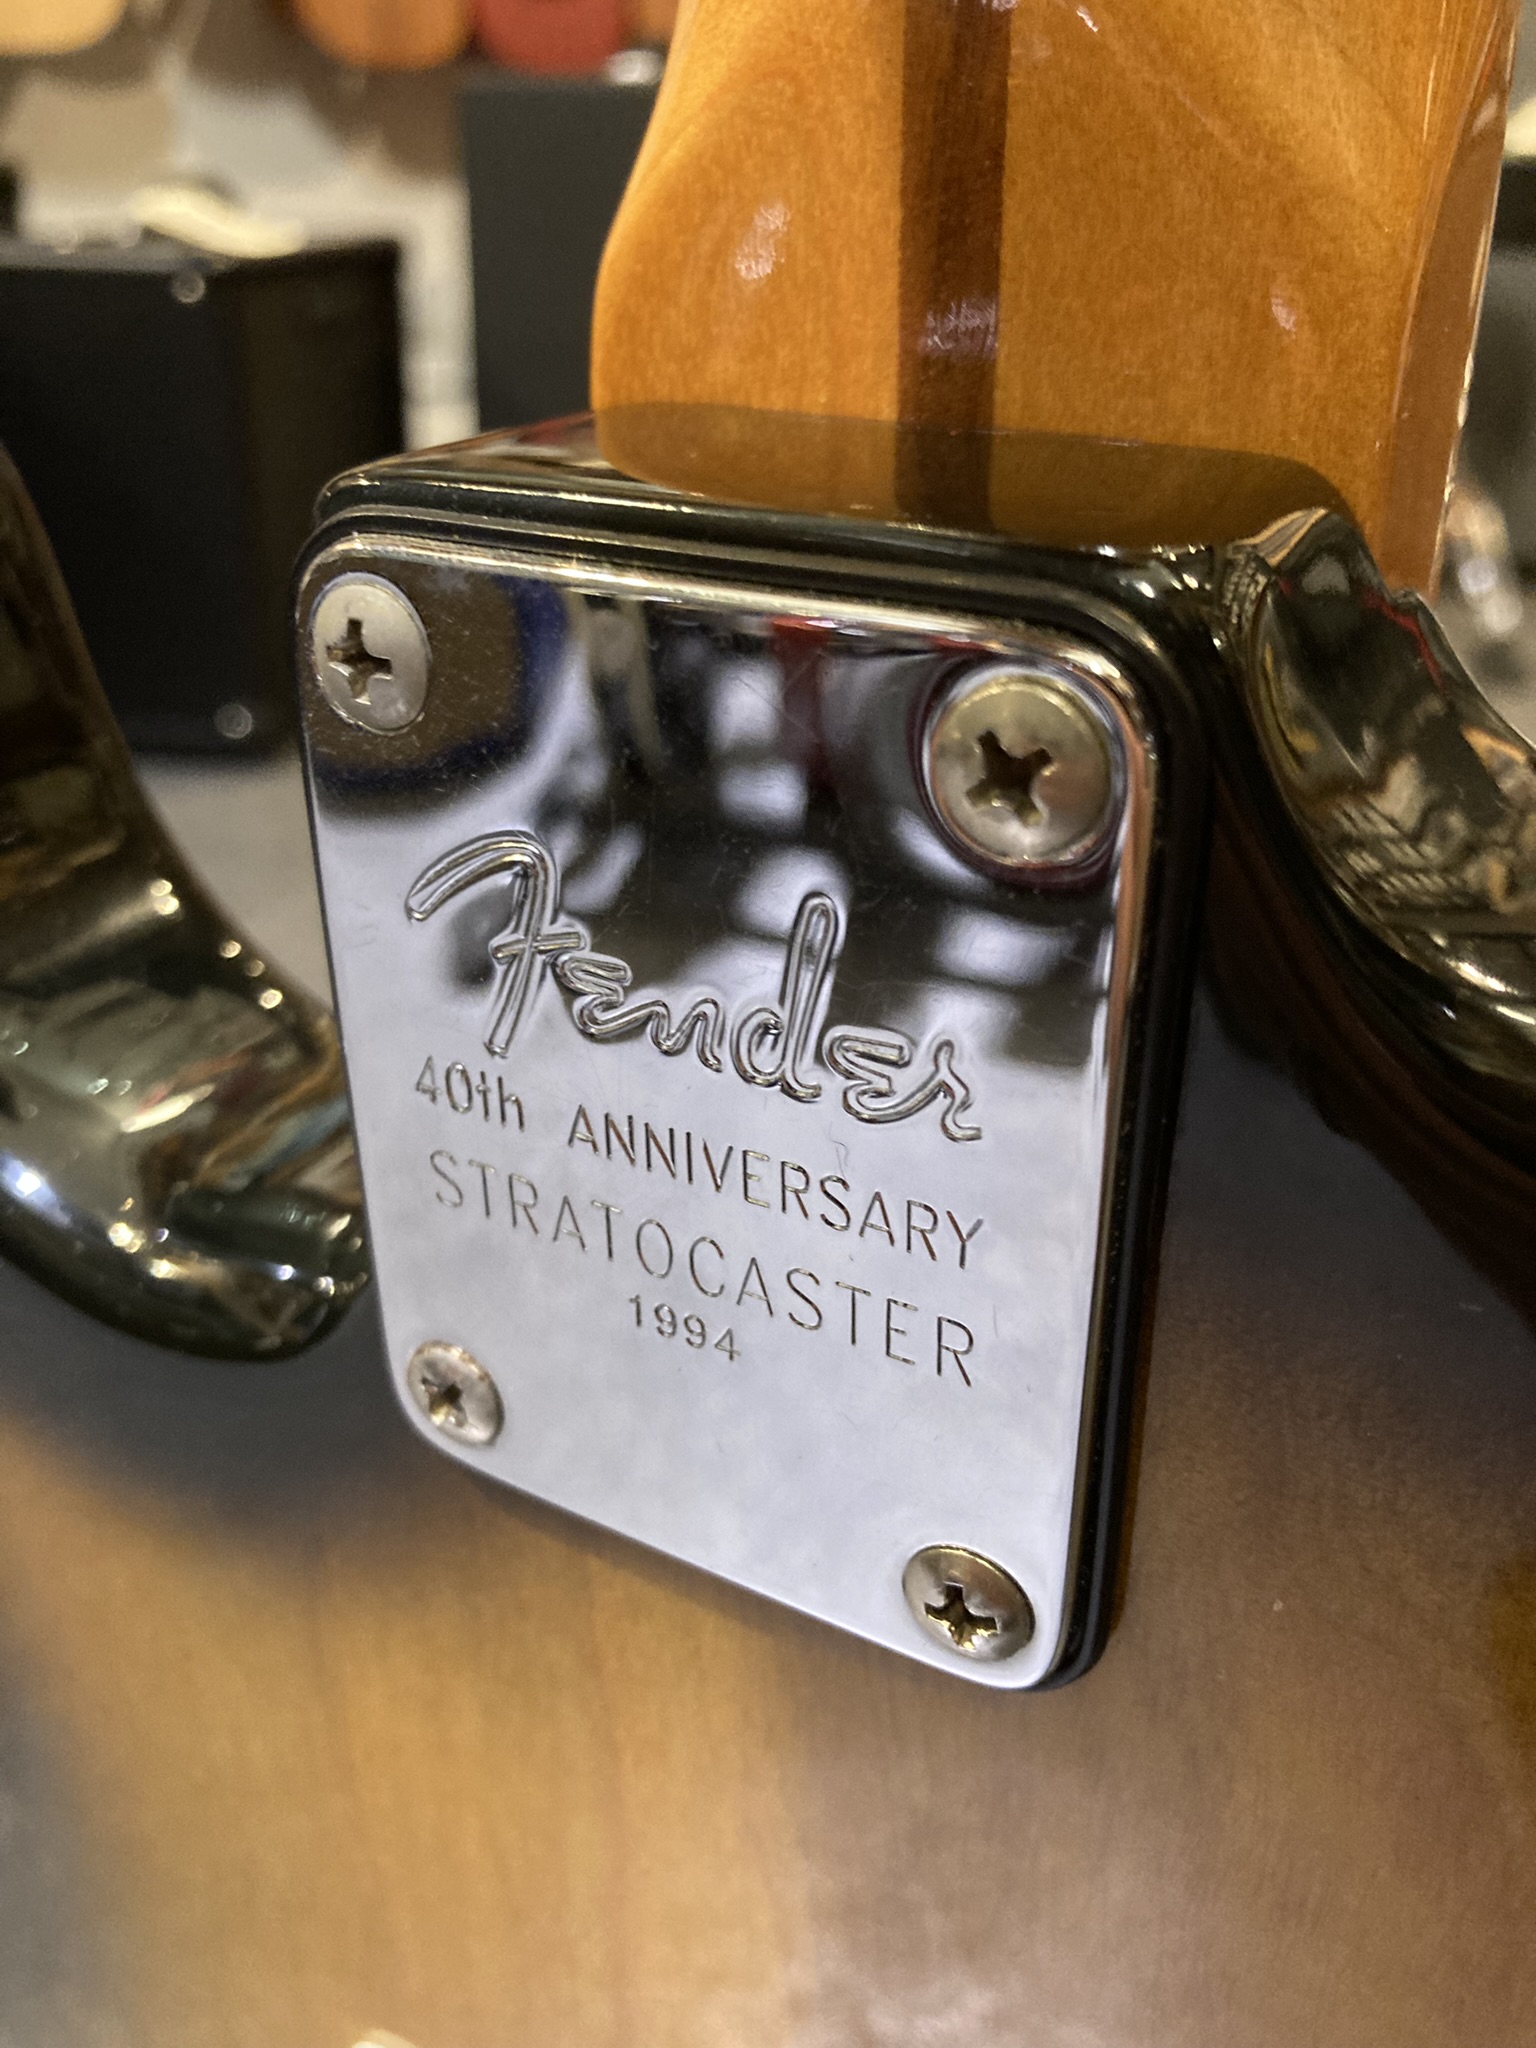 Fender
40th ANNIVERSARY
STRATOCASTER
1994